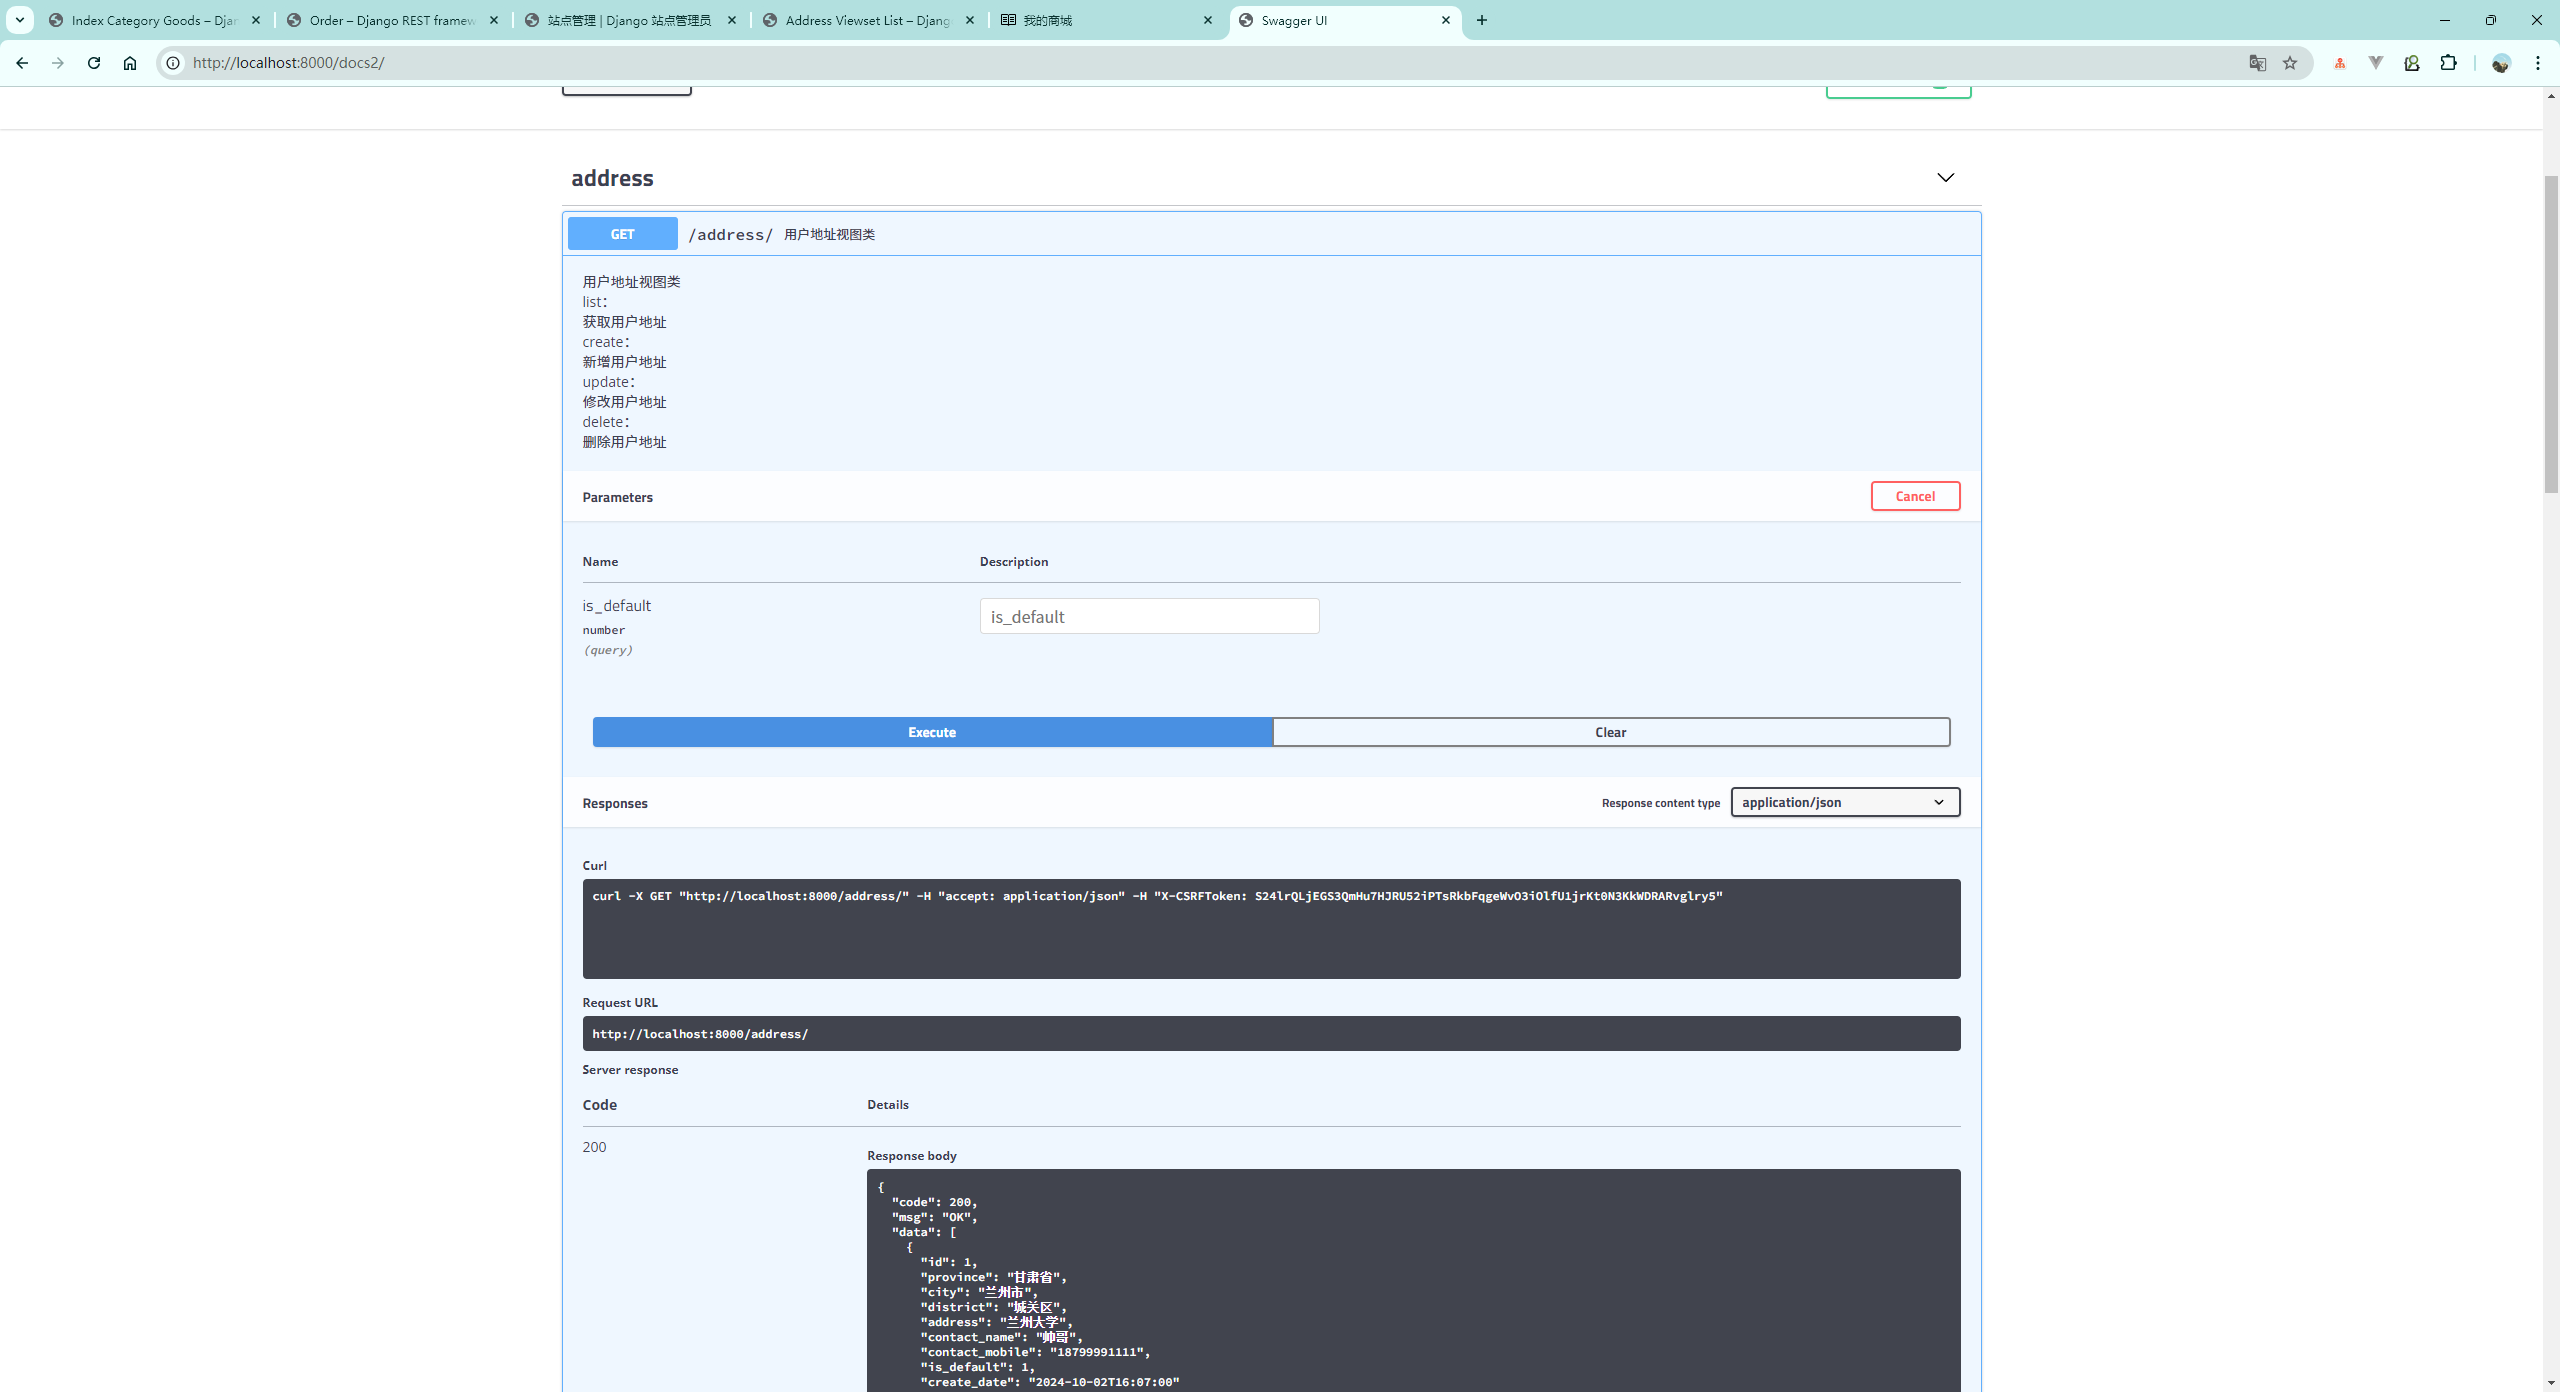 Index Category Goods – Djan
Order – Django REST framew
站点管理 | Django 站点管理员
Address Viewset List – Djang
我的商城
Swagger UI
http://localhost:8000/docs2/
address
GET /address/ 用户地址视图类
用户地址视图类
list：
获取用户地址
create：
新增用户地址
update：
修改用户地址
delete：
删除用户地址
Parameters
Cancel
Name Description
is_default
is_default
number
(query)
Execute
Clear
Responses
Response content type
application/json
Curl
curl -X GET "http://localhost:8000/address/" -H "accept: application/json" -H "X-CSRFToken: S24lrQLjEGS3QmHu7HJRU52iPTsRkbFqgeWvO3iOlfU1jrKt0N3KkWDRARvglry5"
Request URL
http://localhost:8000/address/
Server response
Code Details
200
Response body
{
"code": 200,
"msg": "OK",
"data": [
{
"id": 1,
"province": "甘肃省",
"city": "兰州市",
"district": "城关区",
"address": "兰州大学",
"contact_name": "帅哥",
"contact_mobile": "18799991111",
"is_default": 1,
"create_date": "2024-10-02T16:07:00"